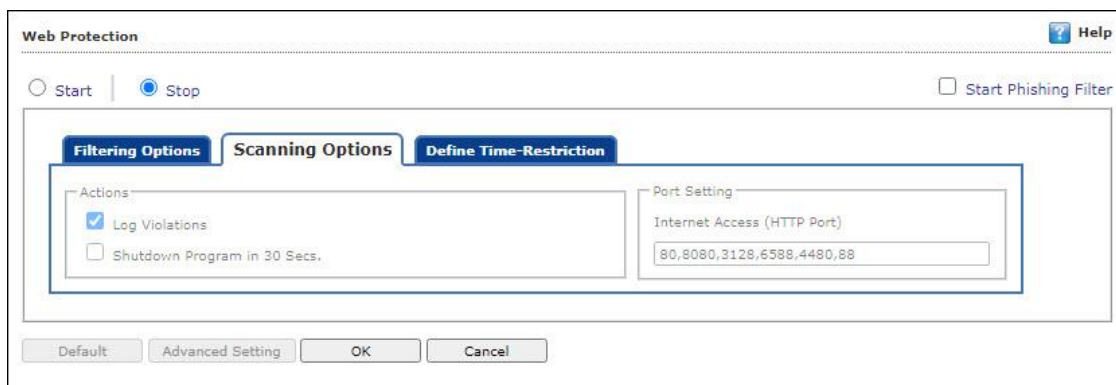 Web Protection
Help
Start
Stop
Start Phishing Filter
Filtering Options
Scanning Options
Define Time-Restriction
Actions
Log Violations
Shutdown Program in 30 Secs.
Port Setting
Internet Access (HTTP Port)
80,8080,3128,6588,4480,88
Default
Advanced Setting
OK
Cancel